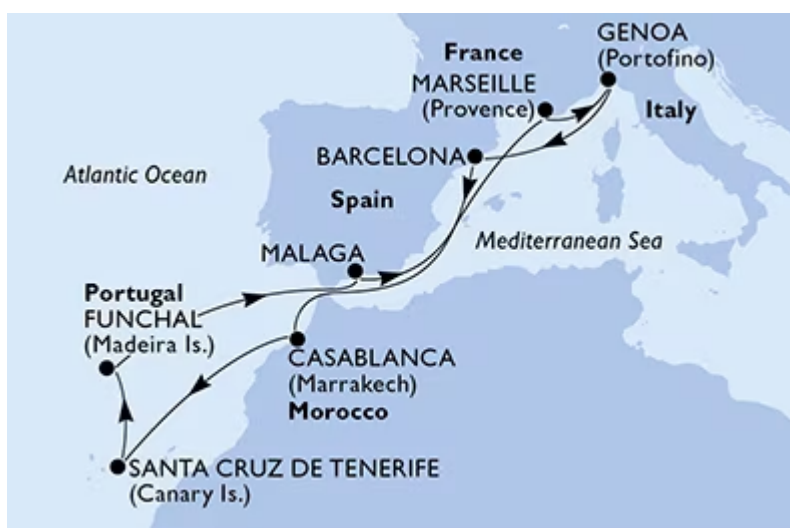 GENOA
(Portofino)
France
MARSEILLE
(Provence)
Italy
BARCELONA
Atlantic Ocean
Spain
Mediterranean Sea
MALAGA
Portugal
FUNCHAL
(Madeira Is.)
CASABLANCA
(Marrakech)
Morocco
SANTA CRUZ DE TENERIFE
(Canary Is.)